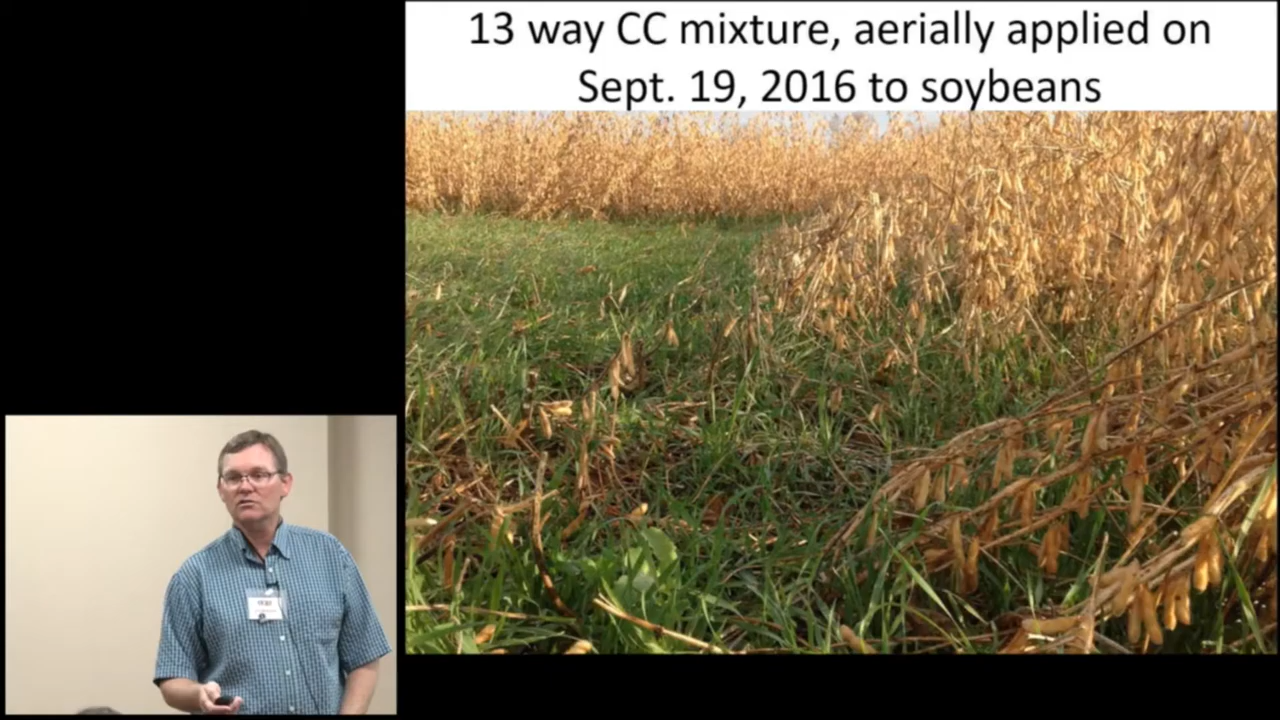 13 way CC mixture, aerially applied on
Sept. 19, 2016 to soybeans